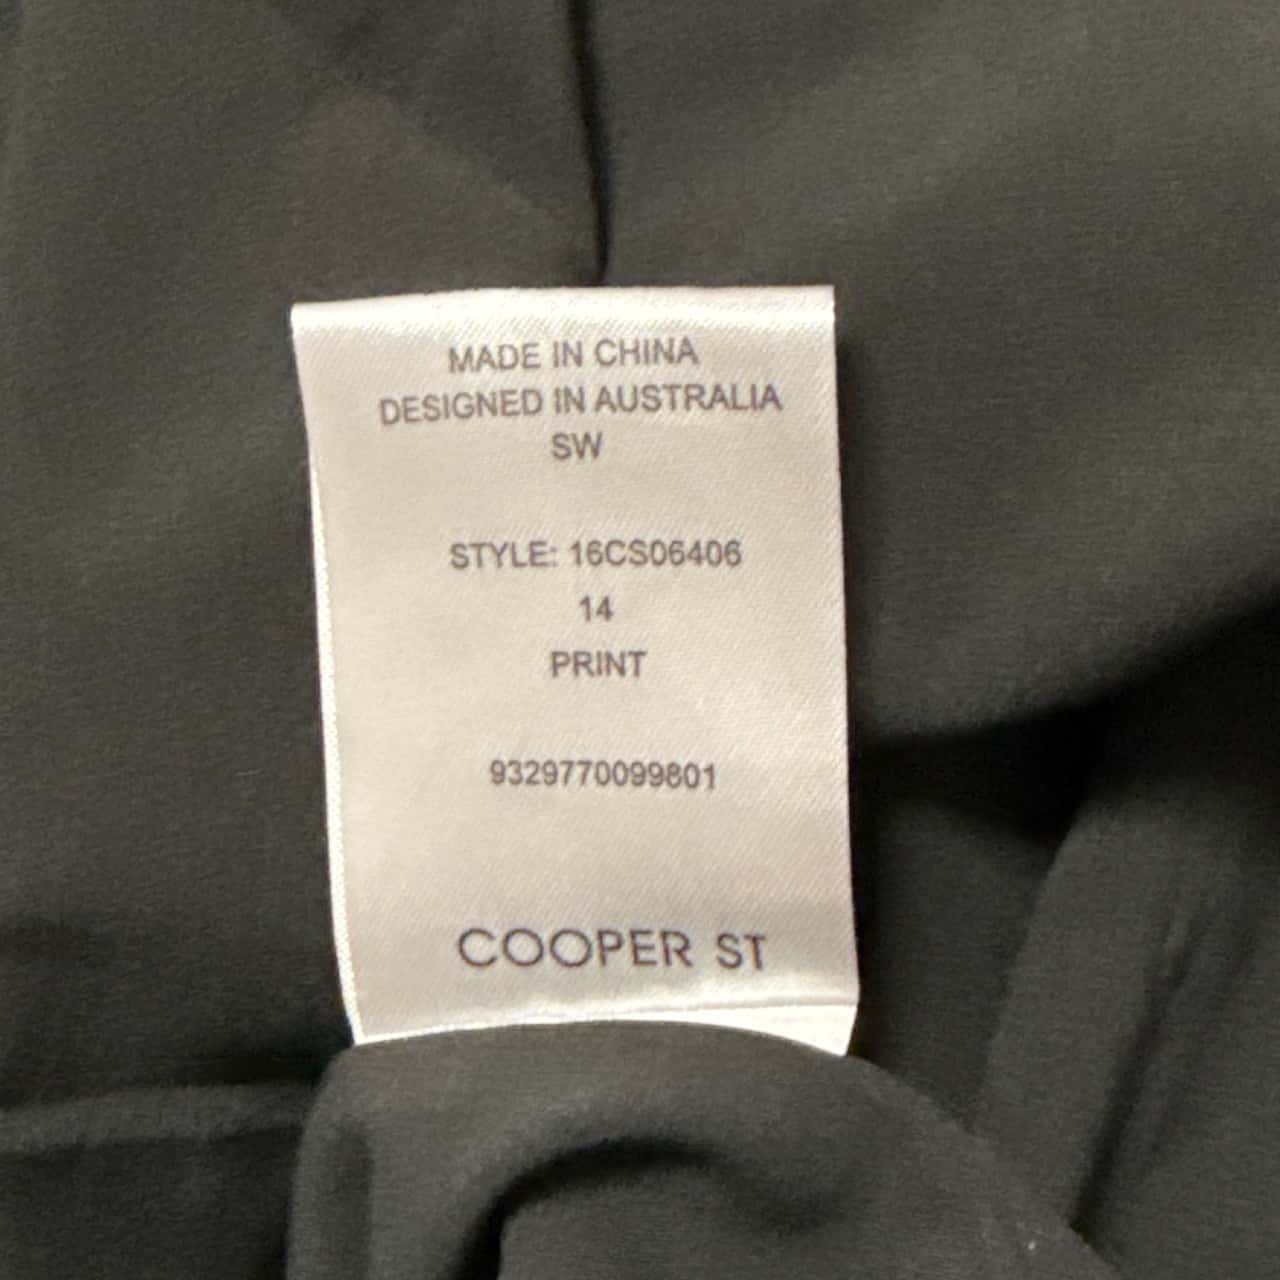 MADE IN CHINA
DESIGNED IN AUSTRALIA
SW
STYLE: 16CS06406
14
PRINT
9329770099801
COOPER ST